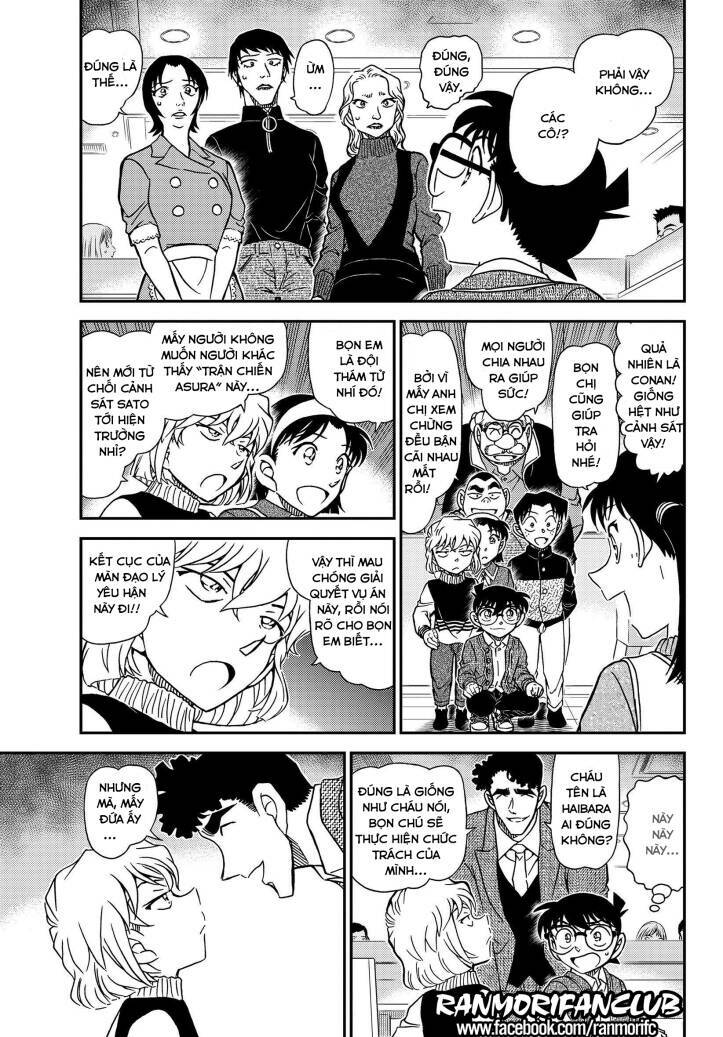 PHẢI VẬY
KHÔNG...
CÁC
CÔ!?
ĐÚNG,
ĐÚNG
VẬY.
ỪM
...
ĐÚNG LÀ
THẾ...
QUẢ
NHIÊN LÀ
CONAN!
GIỐNG
HỆT NHƯ
CẢNH SÁT
VẬY!
BỌN
CHỊ
CŨNG
GIÚP
TRA
HỎI
NHÉ!
MỌI NGƯỜI
CHIA NHAU
RA GIÚP
SỨC!
BỞI VÌ
MẤY ANH
CHỊ XEM
CHỪNG
ĐỀU BẬN
CÃI NHAU
MẤT
RỒI!
BỌN EM
LÀ ĐỘI
THÁM TỬ
NHÍ ĐÓ!
MẤY NGƯỜI KHÔNG
MUỐN NGƯỜI KHÁC
THẤY "TRẬN CHIẾN
ASURA" NÀY...
NÊN MỚI TỪ
CHỐI CẢNH
SÁT SATO
TỚI HIỆN
TRƯỜNG
NHỈ?
VẬY THÌ MAU
CHÓNG GIẢI
QUYẾT VỤ ÁN
NÀY, RỒI NÓI
RÕ CHO BỌN
EM BIẾT...
KẾT CỤC CỦA
MÀN ĐẠO LÝ
YÊU HẬN
NÀY ĐI!!
CHÁU
TÊN LÀ
HAIBARA
AI ĐÚNG
KHÔNG?
NÀY
NÀY
NÀY...
ĐÚNG LÀ GIỐNG
NHƯ CHÁU NÓI,
BỌN CHÚ SẼ
THỰC HIỆN CHỨC
TRÁCH CỦA
MÌNH...
NHƯNG
MÀ, MẤY
ĐỨA ẤY
...
RANMORIFANCLUB
www.facebook.com/ranmorifc